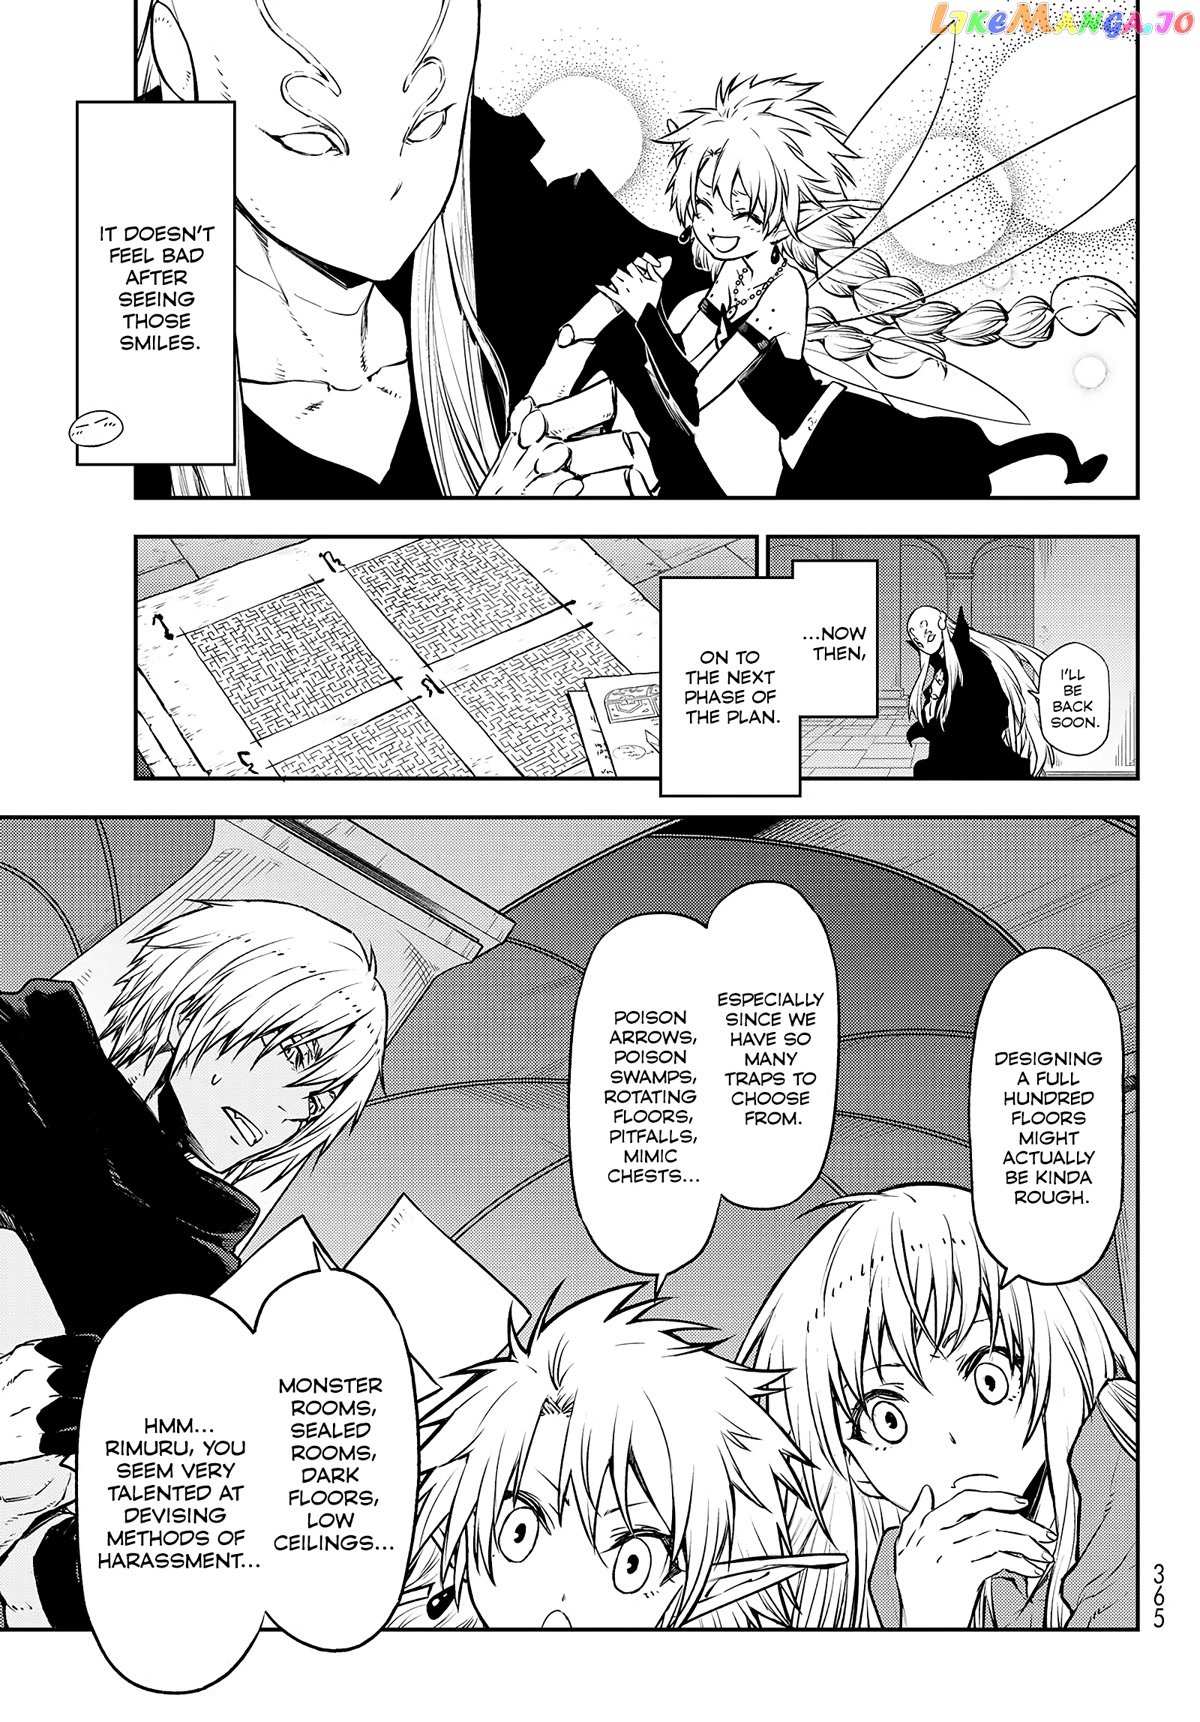 LIKEMANGA.IO
IT DOESN'T
FEEL BAD
AFTER
SEEING
THOSE
SMILES.
I'LL
BE
BACK
SOON.
...NOW
THEN,
ON TO
THE NEXT
PHASE OF
THE PLAN.
DESIGNING
A FULL
HUNDRED
FLOORS
MIGHT
ACTUALLY
BE KINDA
ROUGH.
ESPECIALLY
SINCE WE
HAVE SO
MANY
TRAPS TO
CHOOSE
FROM.
POISON
ARROWS,
POISON
SWAMPS,
ROTATING
FLOORS,
PITFALLS,
MIMIC
CHESTS...
MONSTER
ROOMS,
SEALED
ROOMS,
DARK
FLOORS,
LOW
CEILINGS...
HMM...
RIMURU, YOU
SEEM VERY
TALENTED AT
DEVISING
METHODS OF
HARASSMENT...
365